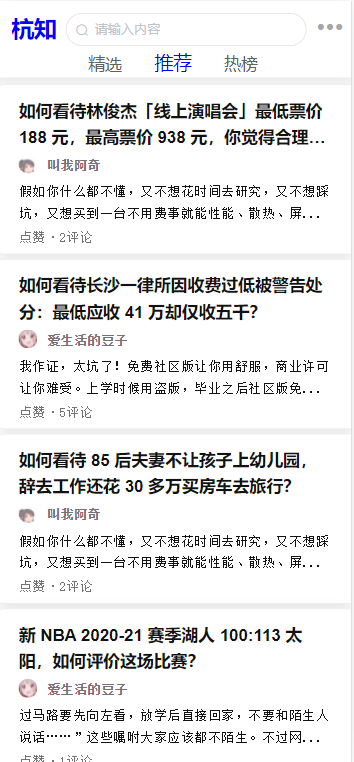 杭知
请输入内容
精选 推荐 热榜
如何看待林俊杰「线上演唱会」最低票价
188 元，最高票价 938 元，你觉得合理...
叫我阿奇
假如你什么都不懂，又不想花时间去研究，又不想踩
坑，又想买到一台不用费事就能性能、散热、屏...
点赞 · 2评论
如何看待长沙一律所因收费过低被警告处
分：最低应收 41 万却仅收五千？
爱生活的豆子
我作证，太坑了！免费社区版让你用舒服，商业许可
让你难受。上学时候用盗版，毕业之后社区版免...
点赞 · 5评论
如何看待 85 后夫妻不让孩子上幼儿园，
辞去工作还花 30 多万买房车去旅行？
叫我阿奇
假如你什么都不懂，又不想花时间去研究，又不想踩
坑，又想买到一台不用费事就能性能、散热、屏...
点赞 · 2评论
新 NBA 2020-21 赛季湖人 100:113 太
阳，如何评价这场比赛？
爱生活的豆子
过马路要先向左看，放学后直接回家，不要和陌生人
说话……”这些嘱咐大家应该都不陌生。不过网...
点赞 · 1评论